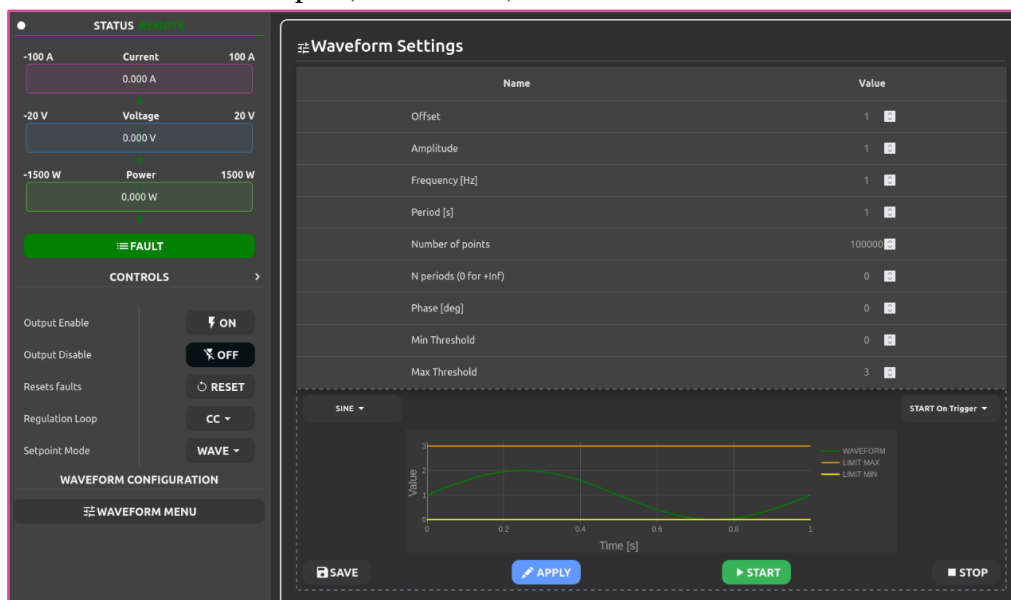 STATUS REMOTE
-100 A Current 100 A
0.000 A
-20 V Voltage 20 V
0.000 V
-1500 W Power 1500 W
0.000 W
FAULT
CONTROLS >
Output Enable ON
Output Disable OFF
Resets faults RESET
Regulation Loop CC
Setpoint Mode WAVE
WAVEFORM CONFIGURATION
WAVEFORM MENU
Waveform Settings
Name Value
Offset 1
Amplitude 1
Frequency [Hz] 1
Period [s] 1
Number of points 100000
N periods (0 for +Inf) 0
Phase [deg] 0
Min Threshold 0
Max Threshold 3
SINE START On Trigger
WAVEFORM
LIMIT MAX
LIMIT MIN
Value
3
2
1
0
0 0.2 0.4 0.6 0.8 1
Time [s]
SAVE APPLY START STOP